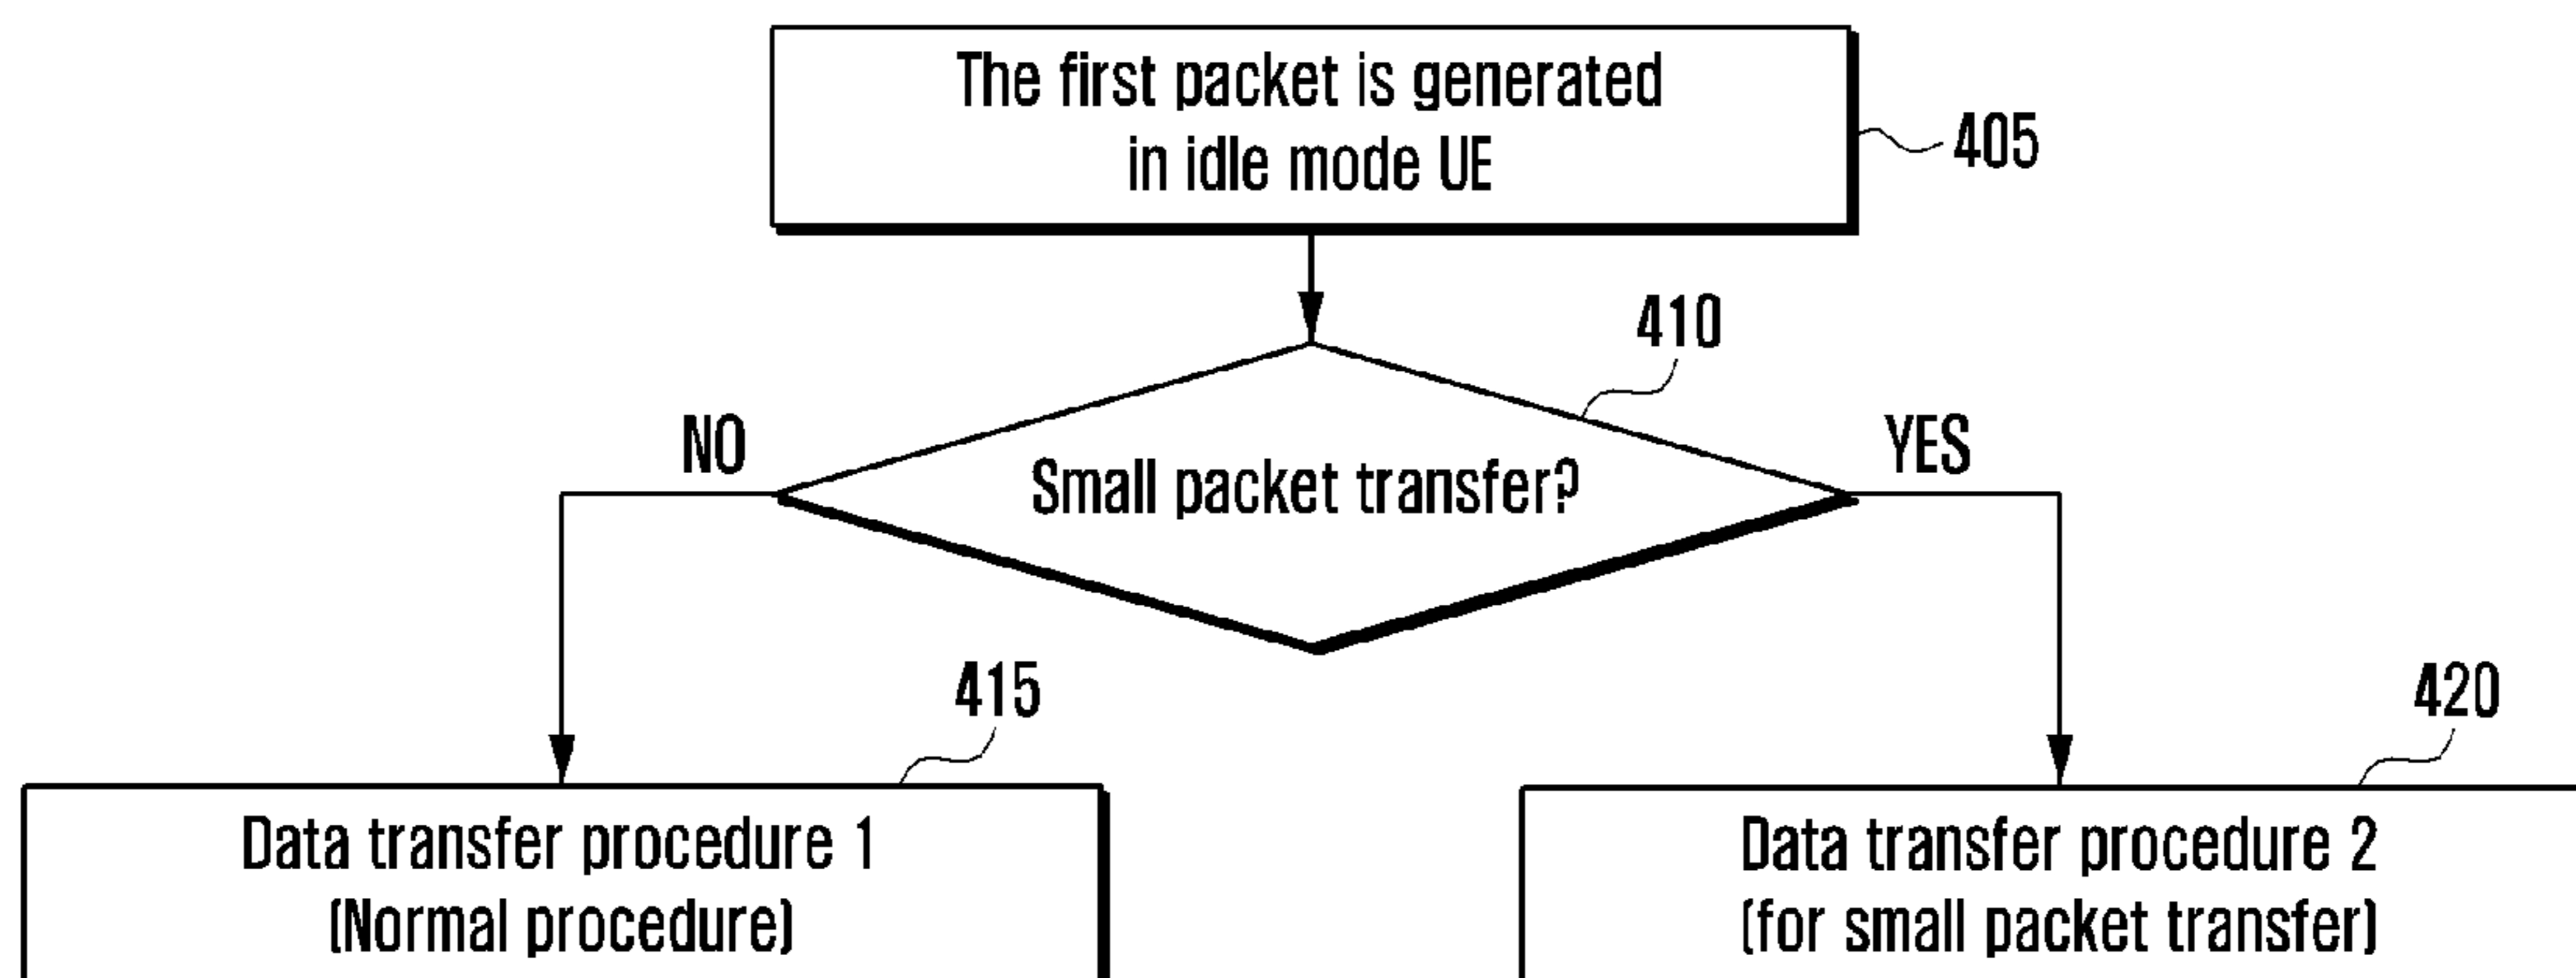 The first packet is generated
in idle mode UE
405
410
NO
YES
Small packet transfer?
415
420
Data transfer procedure 1
(Normal procedure)
Data transfer procedure 2
(for small packet transfer)